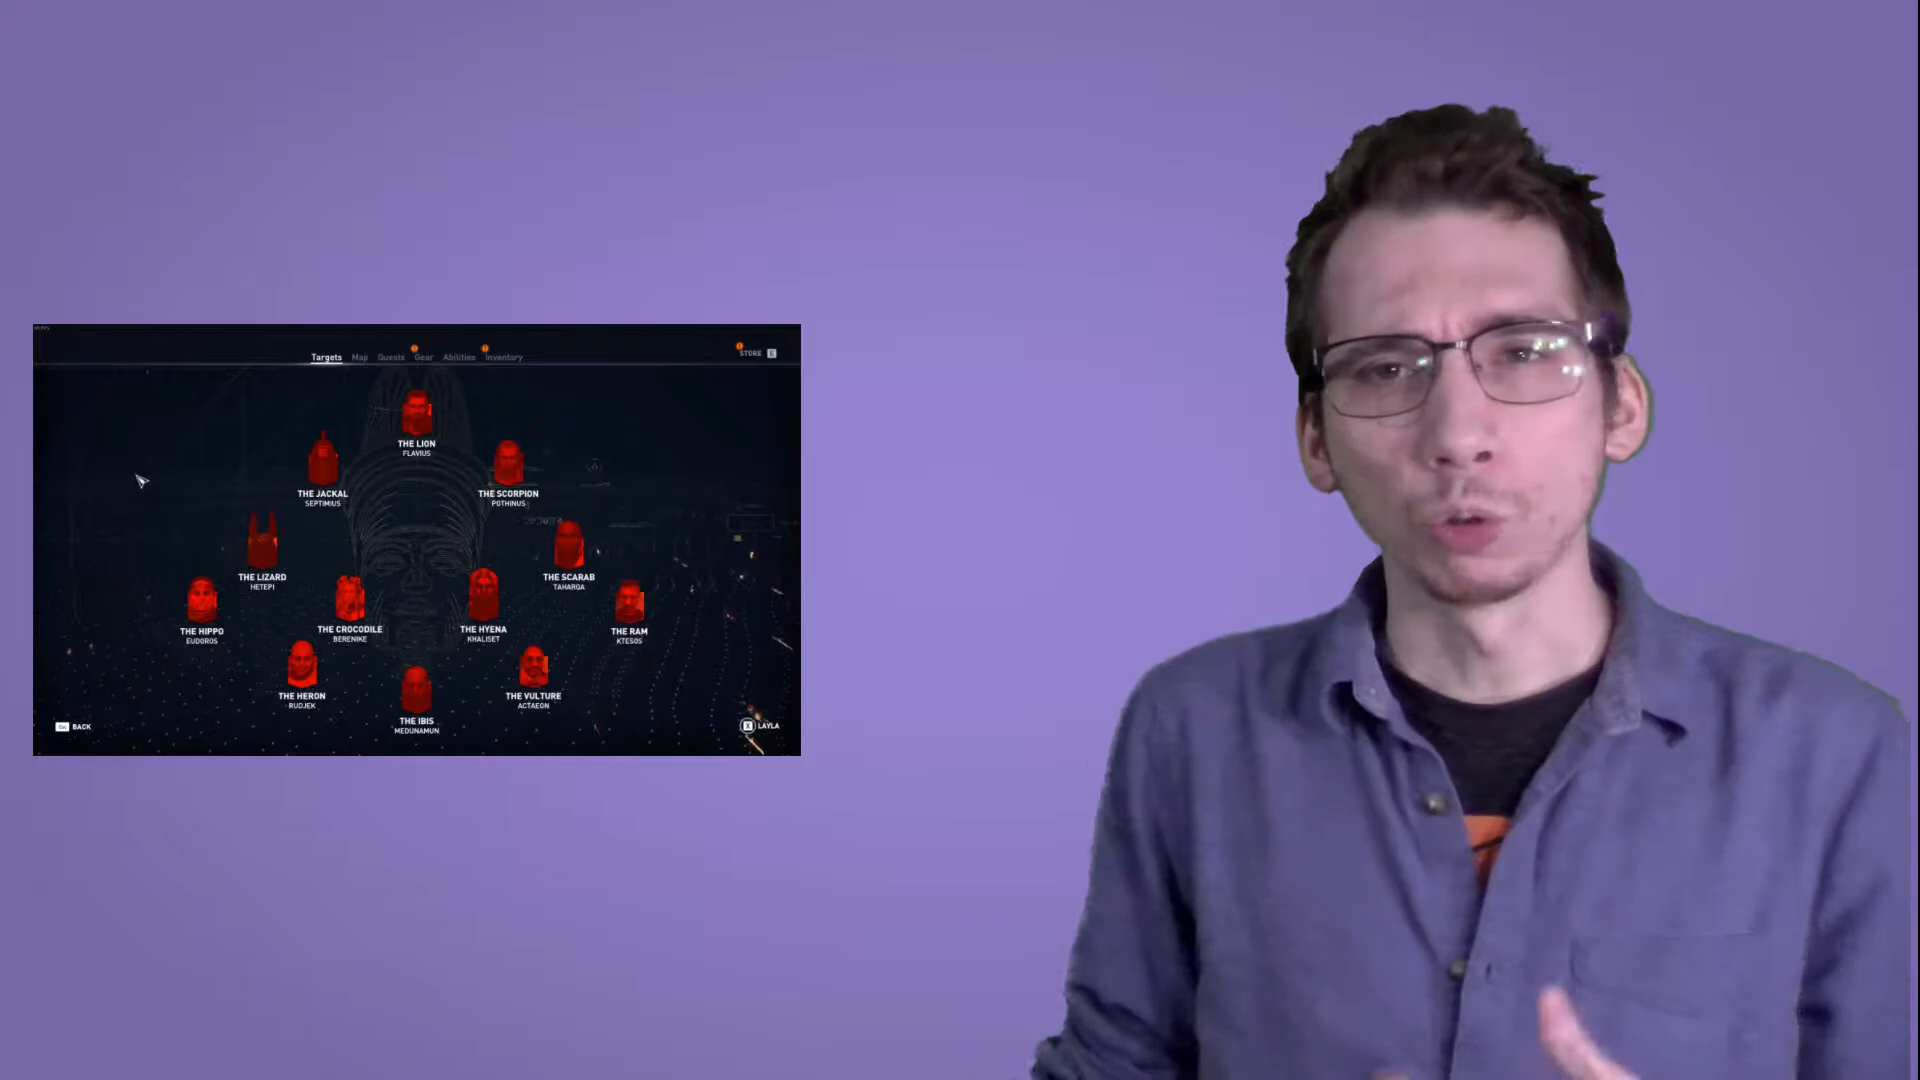 Targets Map Quests Gear Abilities Inventory
STORE E
THE LION
FLAVIUS
THE JACKAL
SEPTIMIUS
THE SCORPION
POTHINUS
THE LIZARD
HETEPI
THE SCARAB
TAHARQA
THE HIPPO
EUDOROS
THE CROCODILE
BERENIKE
THE HYENA
KHALISET
THE RAM
KTESOS
THE HERON
RUDJEK
THE VULTURE
ACTAEON
THE IBIS
MEDUNAMUN
Esc BACK
X LAYLA